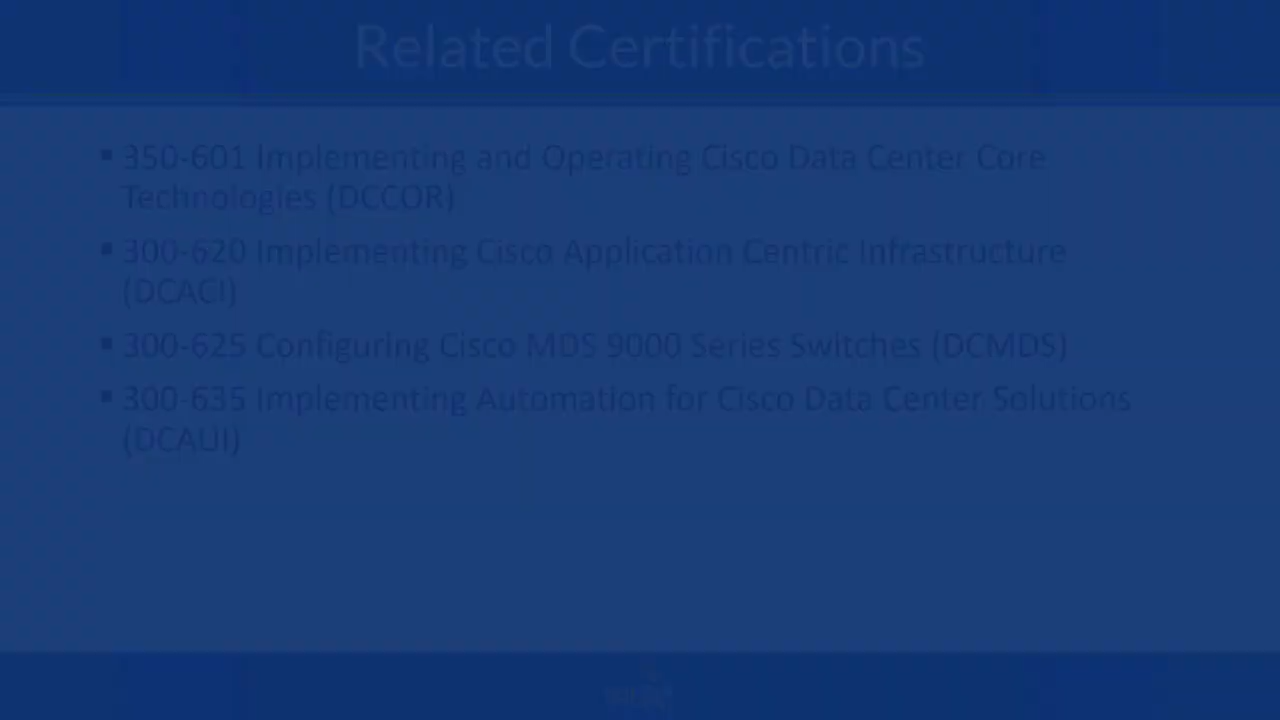 Related Certifications
▪ 350-601 Implementing and Operating Cisco Data Center Core
Technologies (DCCOR)
▪ 300-620 Implementing Cisco Application Centric Infrastructure
(DCACI)
▪ 300-625 Configuring Cisco MDS 9000 Series Switches (DCMDS)
▪ 300-635 Implementing Automation for Cisco Data Center Solutions
(DCAUI)